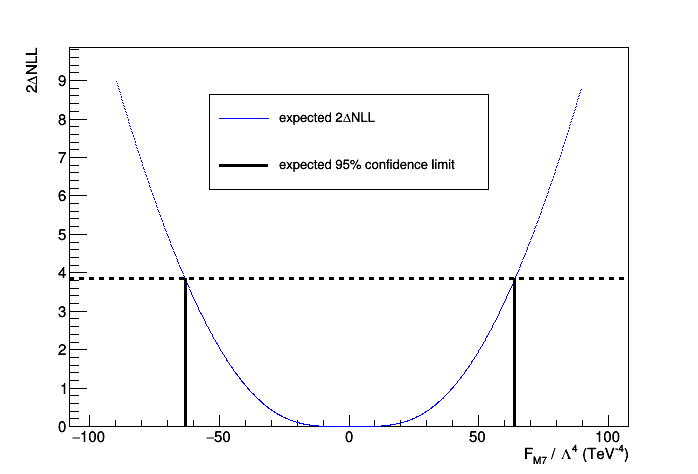 2ΔNLL
9
8
7
6
5
4
3
2
1
0
expected 2ΔNLL
expected 95% confidence limit
−100 −50 0 50 100
F_M7 / Λ^4 (TeV^-4)